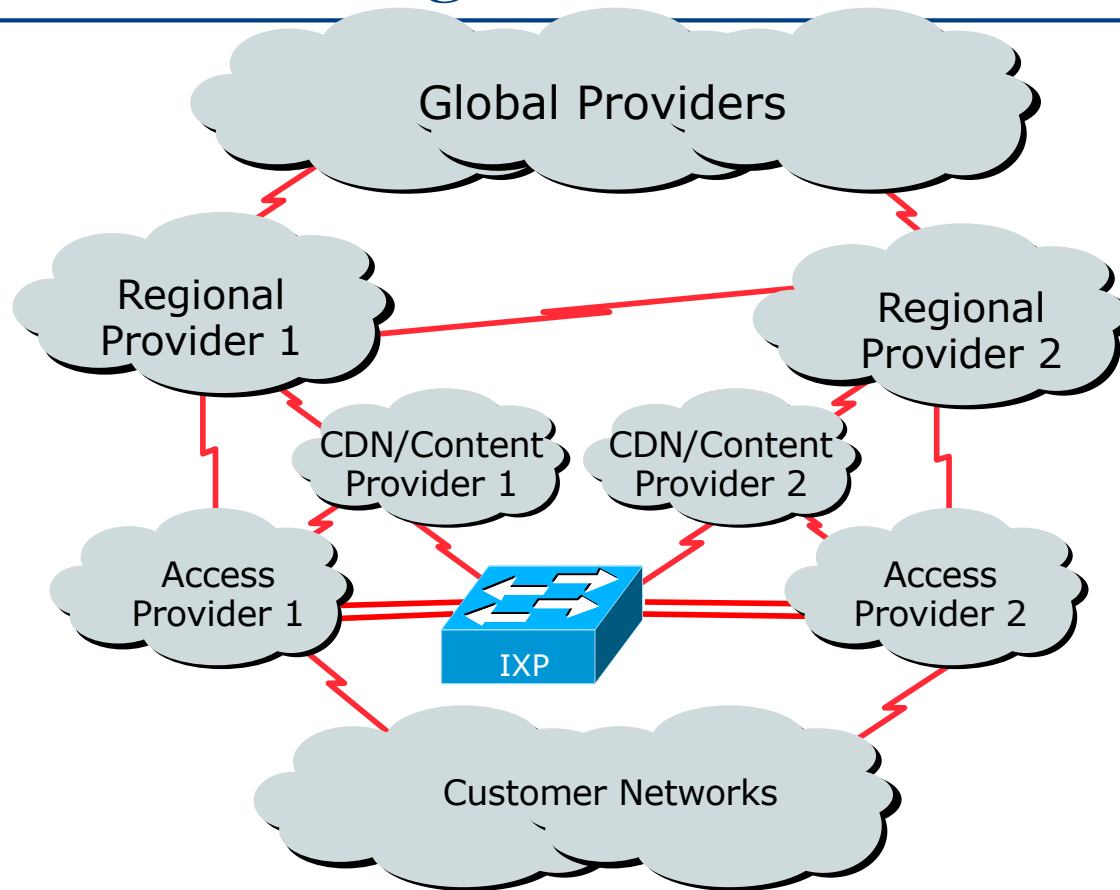 Global Providers
Regional
Provider 1
Regional
Provider 2
CDN/Content
Provider 1
CDN/Content
Provider 2
Access
Provider 1
Access
Provider 2
IXP
Customer Networks